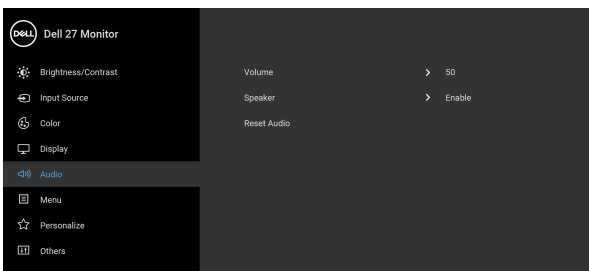 DELL Dell 27 Monitor
Brightness/Contrast
Input Source
Color
Display
Audio
Menu
Personalize
Others
Volume 50
Speaker Enable
Reset Audio